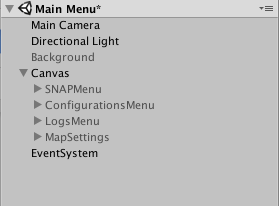 Main Menu*
Main Camera
Directional Light
Background
Canvas
SNAPMenu
ConfigurationsMenu
LogsMenu
MapSettings
EventSystem